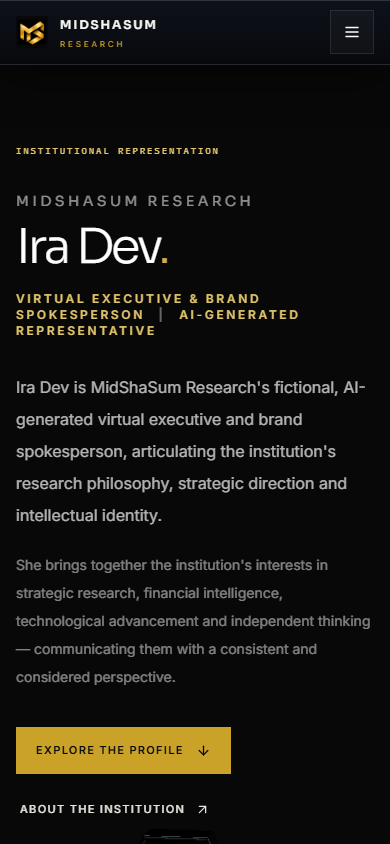 MIDSHASUM
RESEARCH
INSTITUTIONAL REPRESENTATION
MIDSHASUM RESEARCH
Ira Dev.
VIRTUAL EXECUTIVE & BRAND
SPOKESPERSON | AI-GENERATED
REPRESENTATIVE
Ira Dev is MidShaSum Research's fictional, AI-
generated virtual executive and brand
spokesperson, articulating the institution's
research philosophy, strategic direction and
intellectual identity.
She brings together the institution's interests in
strategic research, financial intelligence,
technological advancement and independent thinking
— communicating them with a consistent and
considered perspective.
EXPLORE THE PROFILE ↓
ABOUT THE INSTITUTION ↗